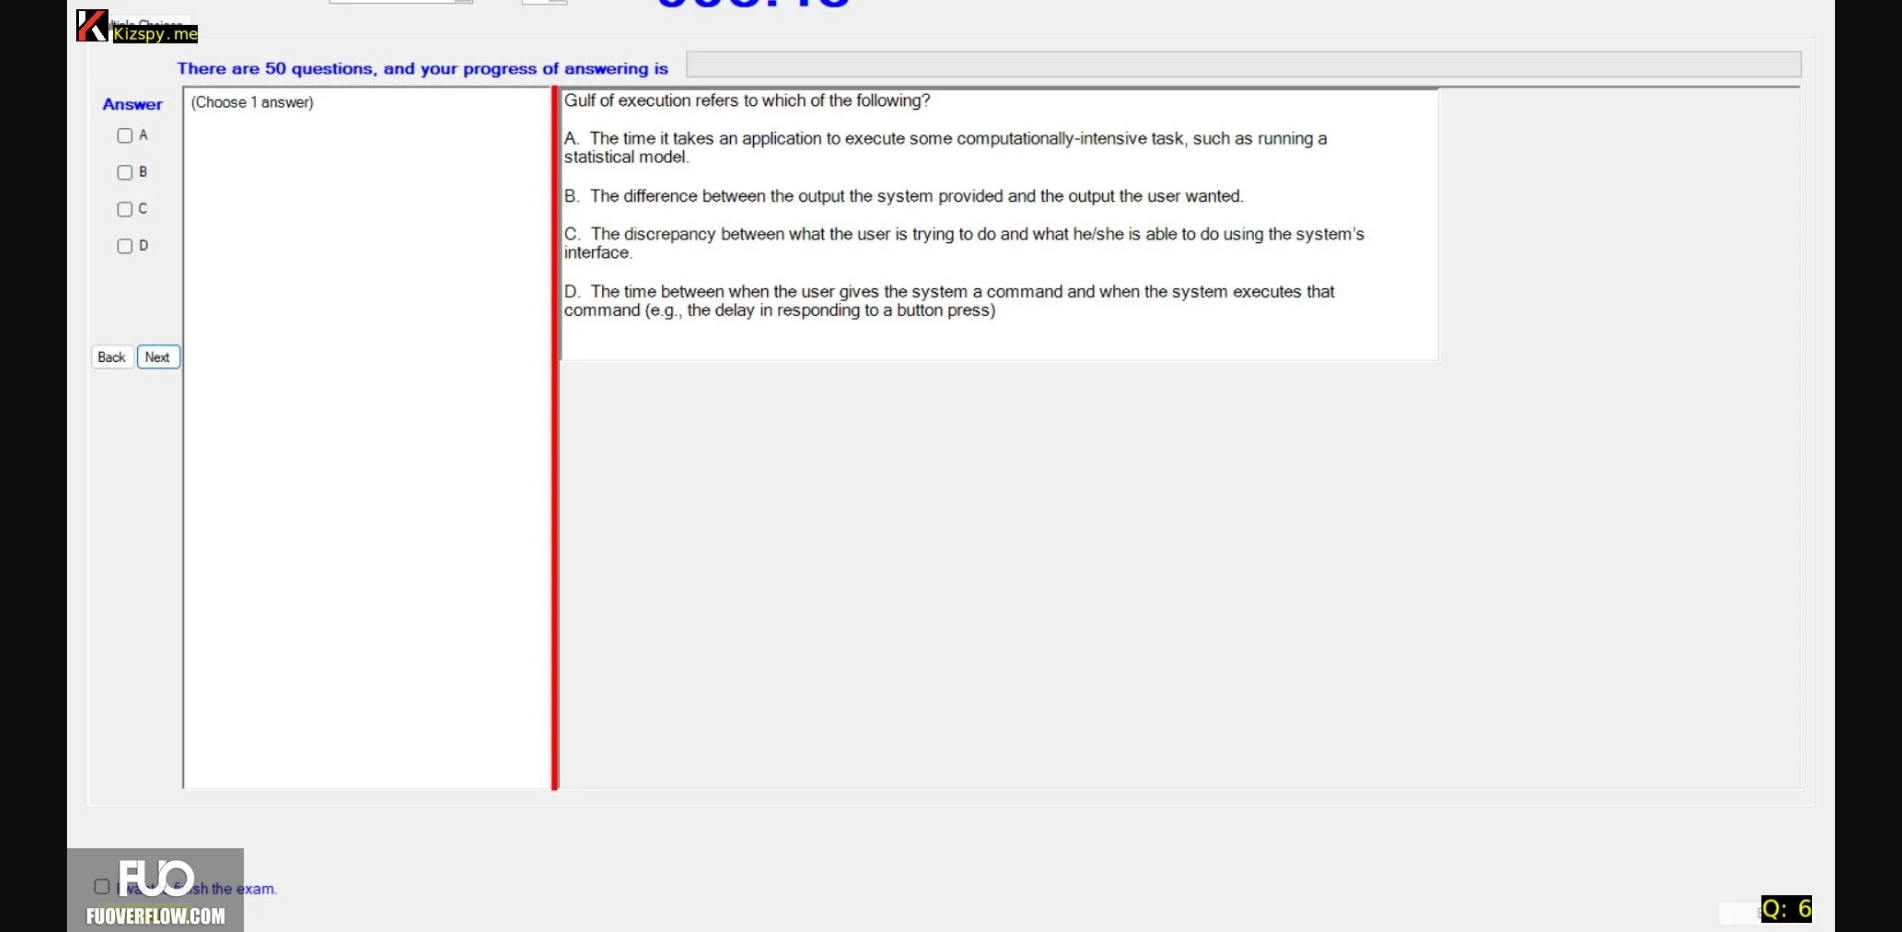 Kizspy.me
There are 50 questions, and your progress of answering is
Answer
(Choose 1 answer)
A
B
C
D
Back
Next
Gulf of execution refers to which of the following?
A. The time it takes an application to execute some computationally-intensive task, such as running a
statistical model.
B. The difference between the output the system provided and the output the user wanted.
C. The discrepancy between what the user is trying to do and what he/she is able to do using the system's
interface.
D. The time between when the user gives the system a command and when the system executes that
command (e.g., the delay in responding to a button press)
FUO
the exam.
FUOVERFLOW.COM
Q: 6